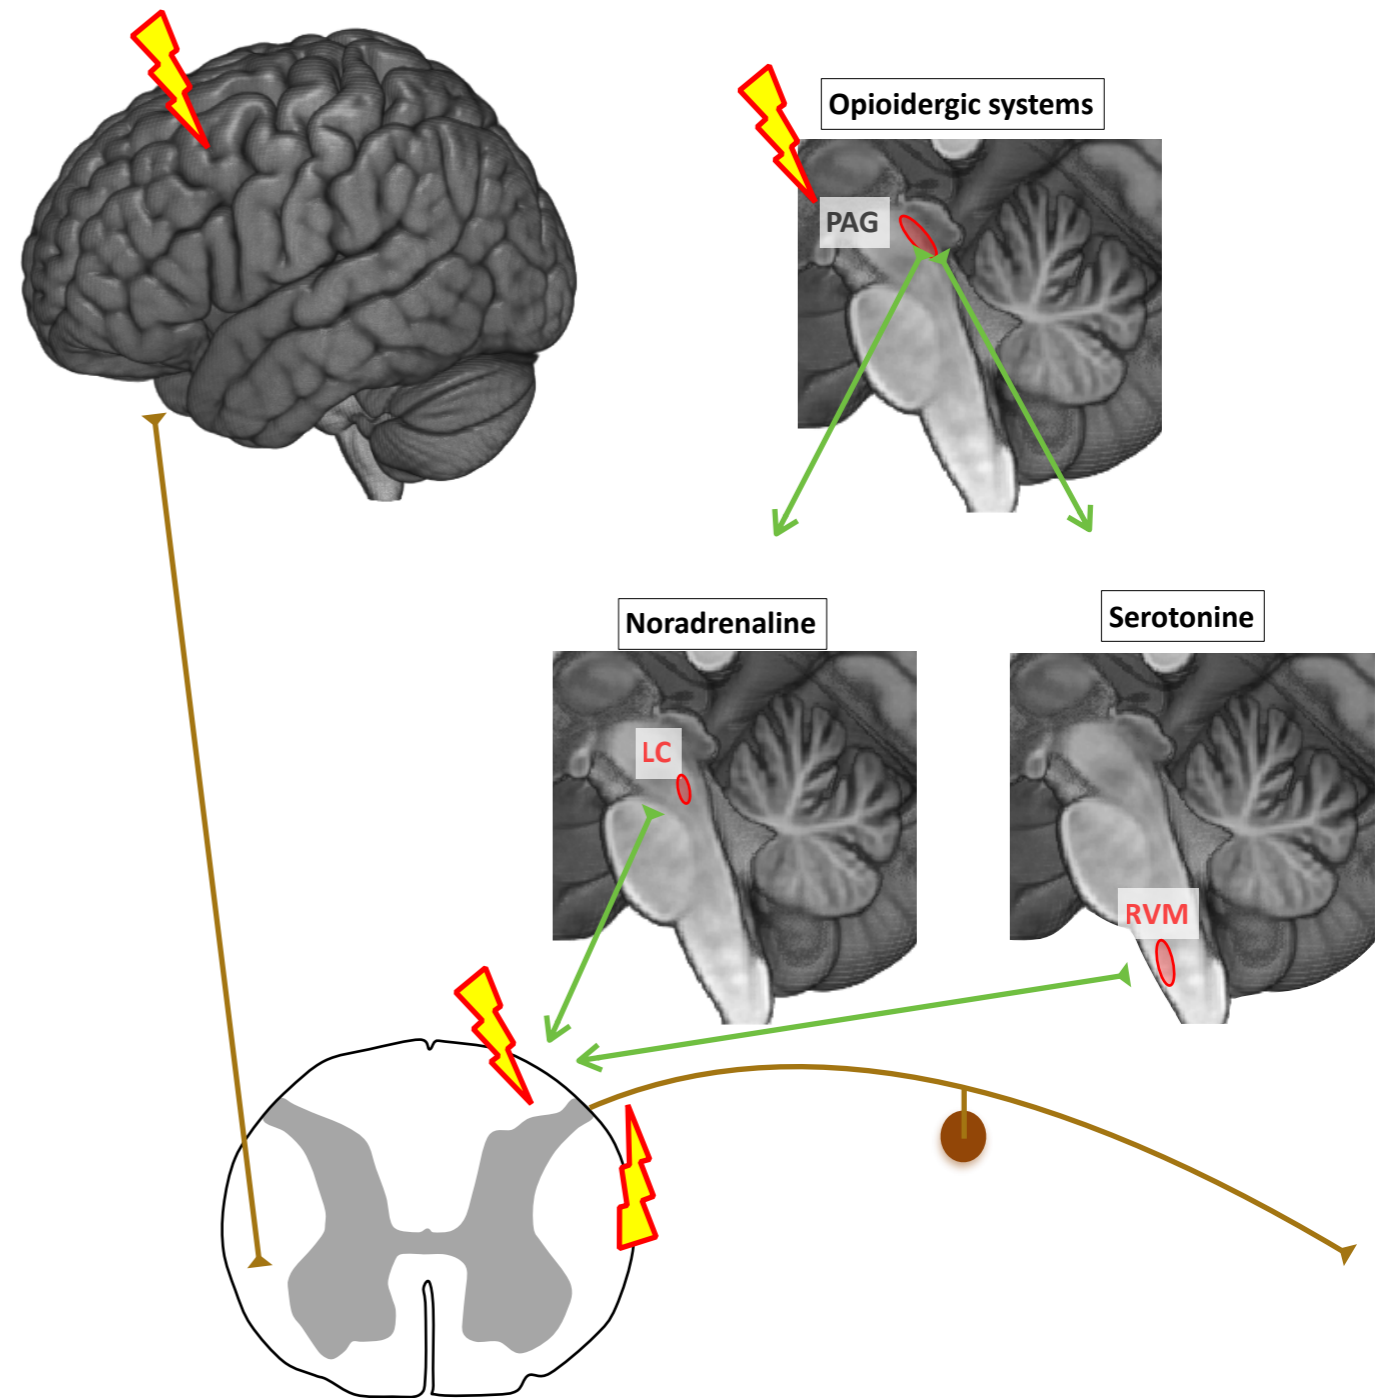 Opioidergic systems
PAG
Noradrenaline
Serotonine
LC
RVM